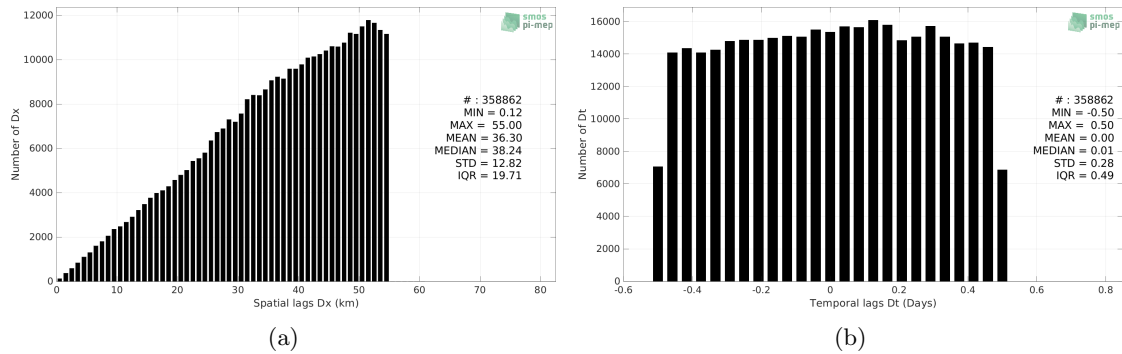 12000
10000
8000
6000
4000
2000
0
Number of Dx
smos
pi-mep
# : 358862
MIN = 0.12
MAX = 55.00
MEAN = 36.30
MEDIAN = 38.24
STD = 12.82
IQR = 19.71
0 10 20 30 40 50 60 70 80
Spatial lags Dx (km)
(a)
16000
14000
12000
10000
8000
6000
4000
2000
0
Number of Dt
smos
pi-mep
# : 358862
MIN = -0.50
MAX = 0.50
MEAN = 0.00
MEDIAN = 0.01
STD = 0.28
IQR = 0.49
-0.6 -0.4 -0.2 0 0.2 0.4 0.6 0.8
Temporal lags Dt (Days)
(b)